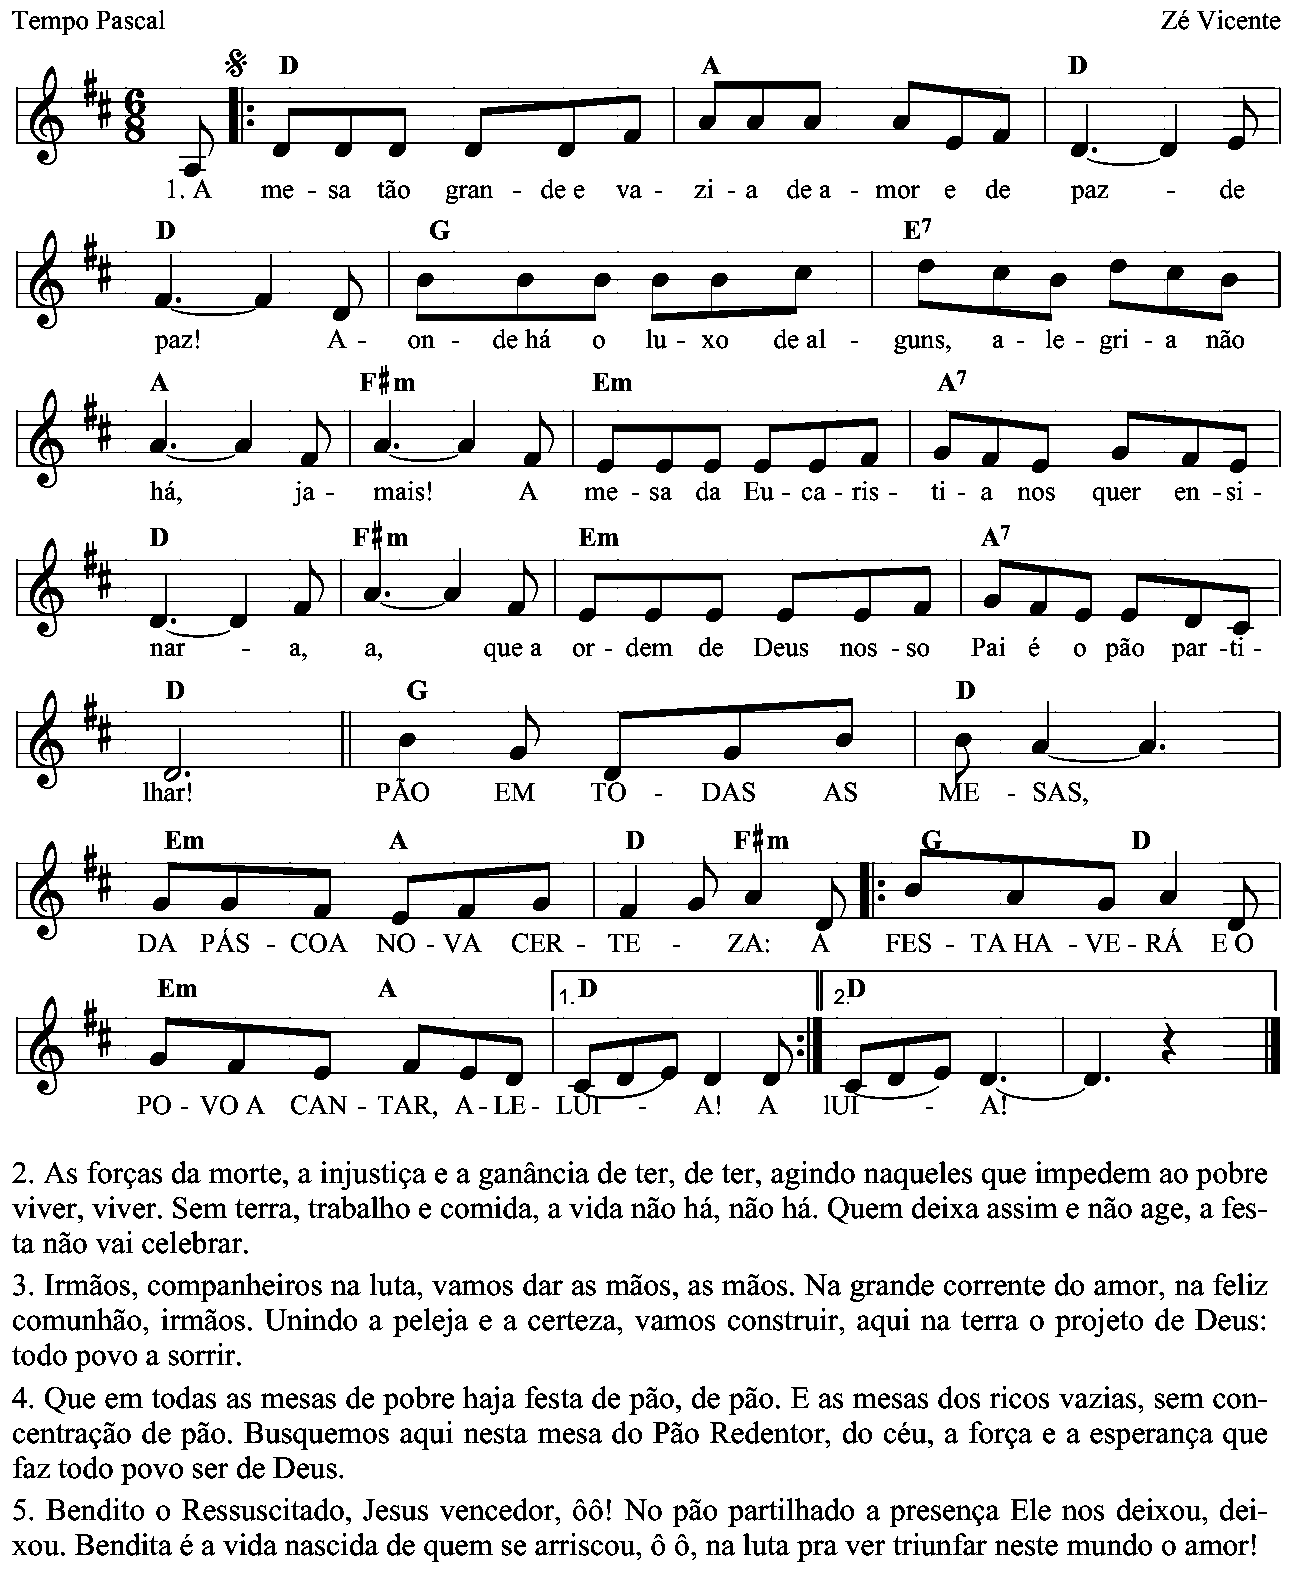 Tempo Pascal Zé Vicente
D A D
6
8
1. A me - sa tão gran - de e va - zi - a de a - mor e de paz - de
D G E7
paz! A - on - de há o lu - xo de al - guns, a - le - gri - a não
A F#m Em A7
há, ja - mais! A me - sa da Eu - ca - ris - ti - a nos quer en - si -
D F#m Em A7
nar - a, a, que a or - dem de Deus nos - so Pai é o pão par - ti -
D G D
lhar! PÃO EM TO - DAS AS ME - SAS,
Em A D F#m G D
DA PÁS - COA NO - VA CER - TE - ZA: A FES - TA HA - VE - RÁ E O
Em A 1. D 2. D
PO - VO A CAN - TAR, A - LE - LUI - A! A lUI - A!
2. As forças da morte, a injustiça e a ganância de ter, de ter, agindo naqueles que impedem ao pobre
viver, viver. Sem terra, trabalho e comida, a vida não há, não há. Quem deixa assim e não age, a fes-
ta não vai celebrar.
3. Irmãos, companheiros na luta, vamos dar as mãos, as mãos. Na grande corrente do amor, na feliz
comunhão, irmãos. Unindo a peleja e a certeza, vamos construir, aqui na terra o projeto de Deus:
todo povo a sorrir.
4. Que em todas as mesas de pobre haja festa de pão, de pão. E as mesas dos ricos vazias, sem con-
centração de pão. Busquemos aqui nesta mesa do Pão Redentor, do céu, a força e a esperança que
faz todo povo ser de Deus.
5. Bendito o Ressuscitado, Jesus vencedor, ôô! No pão partilhado a presença Ele nos deixou, dei-
xou. Bendita é a vida nascida de quem se arriscou, ô ô, na luta pra ver triunfar neste mundo o amor!